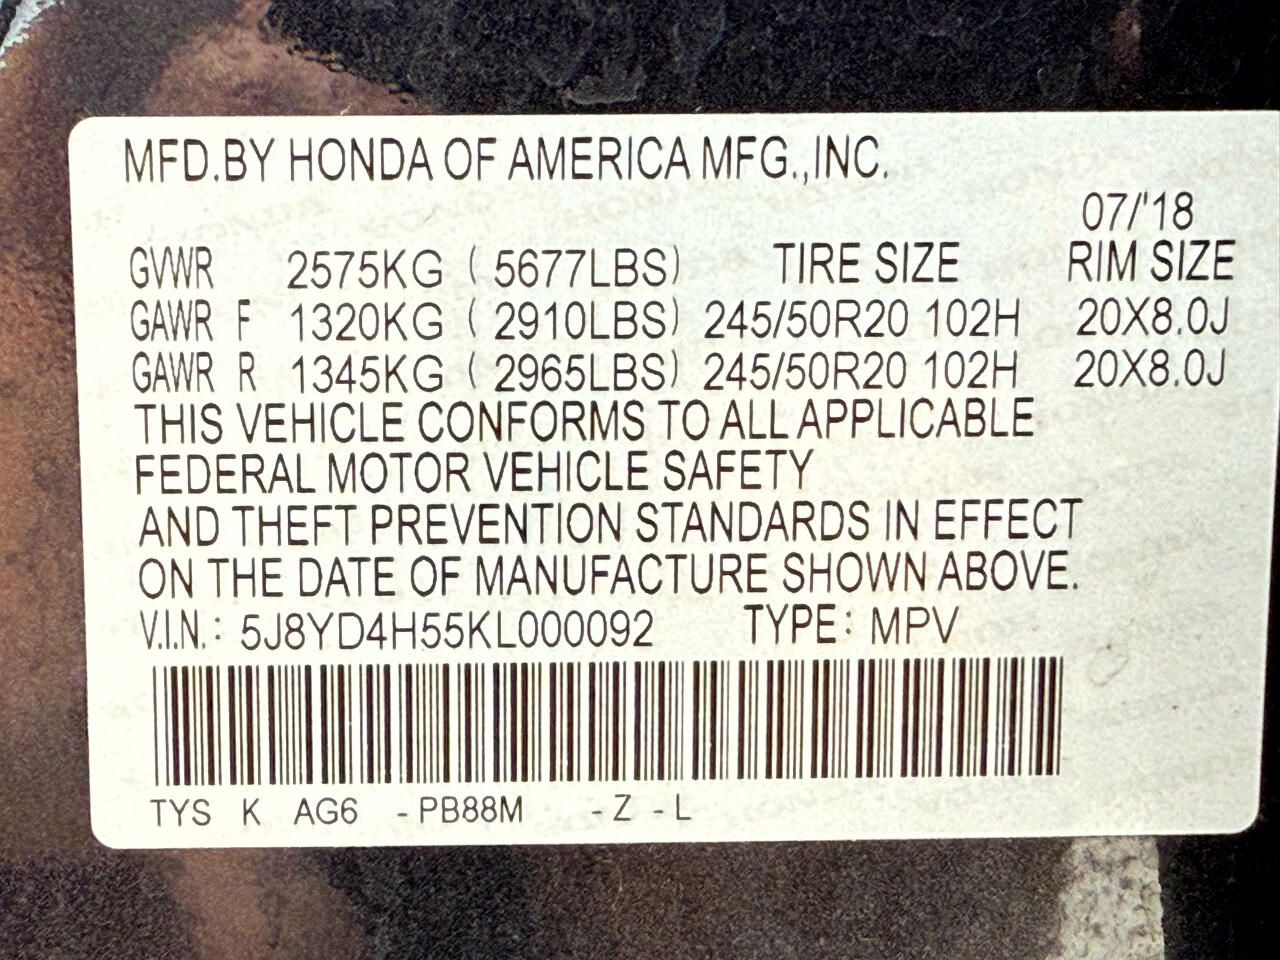 MFD.BY HONDA OF AMERICA MFG.,INC.
07/'18
GVWR 2575KG ( 5677LBS) TIRE SIZE RIM SIZE
GAWR F 1320KG ( 2910LBS) 245/50R20 102H 20X8.0J
GAWR R 1345KG ( 2965LBS) 245/50R20 102H 20X8.0J
THIS VEHICLE CONFORMS TO ALL APPLICABLE
FEDERAL MOTOR VEHICLE SAFETY
AND THEFT PREVENTION STANDARDS IN EFFECT
ON THE DATE OF MANUFACTURE SHOWN ABOVE.
V.I.N.: 5J8YD4H55KL000092 TYPE: MPV
TYS K AG6 -PB88M -Z -L